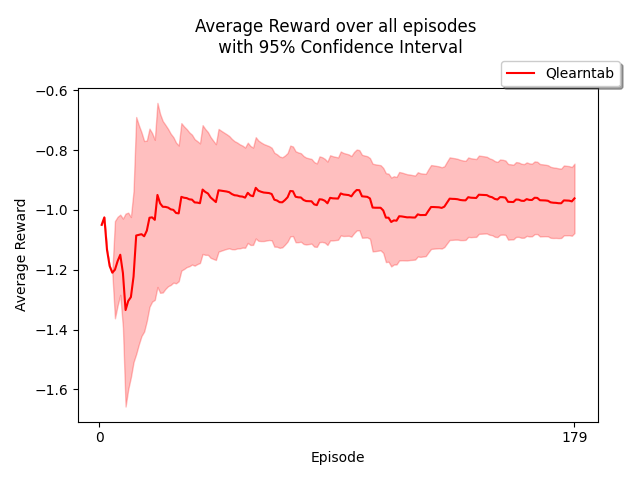 Average Reward over all episodes
with 95% Confidence Interval
Qlearntab
−0.6
−0.8
−1.0
−1.2
−1.4
−1.6
Average Reward
0
179
Episode